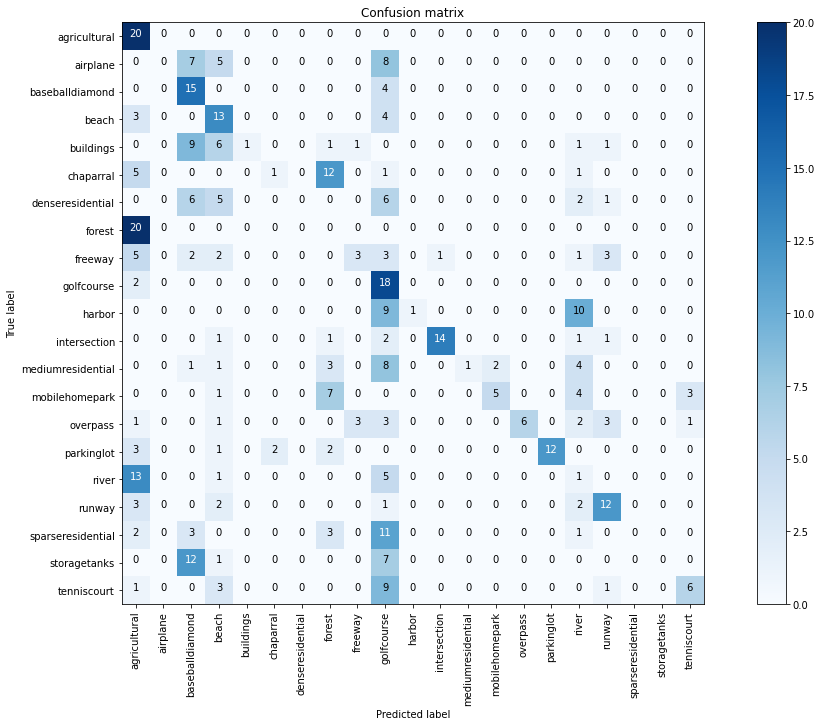 Confusion matrix
True label
agricultural 20 0 0 0 0 0 0 0 0 0 0 0 0 0 0 0 0 0 0 0 0
airplane 0 0 7 5 0 0 0 0 0 8 0 0 0 0 0 0 0 0 0 0 0
baseballdiamond 0 0 15 0 0 0 0 0 0 4 0 0 0 0 0 0 0 0 0 0 0
beach 3 0 0 13 0 0 0 0 0 4 0 0 0 0 0 0 0 0 0 0 0
buildings 0 0 9 6 1 0 0 1 1 0 0 0 0 0 0 0 1 1 0 0 0
chaparral 5 0 0 0 0 1 0 12 0 1 0 0 0 0 0 0 1 0 0 0 0
denseresidential 0 0 6 5 0 0 0 0 0 6 0 0 0 0 0 0 2 1 0 0 0
forest 20 0 0 0 0 0 0 0 0 0 0 0 0 0 0 0 0 0 0 0 0
freeway 5 0 2 2 0 0 0 0 3 3 0 1 0 0 0 0 1 3 0 0 0
golfcourse 2 0 0 0 0 0 0 0 0 18 0 0 0 0 0 0 0 0 0 0 0
harbor 0 0 0 0 0 0 0 0 0 9 1 0 0 0 0 0 10 0 0 0 0
intersection 0 0 0 1 0 0 0 1 0 2 0 14 0 0 0 0 1 1 0 0 0
mediumresidential 0 0 1 1 0 0 0 3 0 8 0 0 1 2 0 0 4 0 0 0 0
mobilehomepark 0 0 0 1 0 0 0 7 0 0 0 0 0 5 0 0 4 0 0 0 3
overpass 1 0 0 1 0 0 0 0 3 3 0 0 0 0 6 0 2 3 0 0 1
parkinglot 3 0 0 1 0 2 0 2 0 0 0 0 0 0 0 12 0 0 0 0 0
river 13 0 0 1 0 0 0 0 0 5 0 0 0 0 0 0 1 0 0 0 0
runway 3 0 0 2 0 0 0 0 0 1 0 0 0 0 0 0 2 12 0 0 0
sparseresidential 2 0 3 0 0 0 0 3 0 11 0 0 0 0 0 0 1 0 0 0 0
storagetanks 0 0 12 1 0 0 0 0 0 7 0 0 0 0 0 0 0 0 0 0 0
tenniscourt 1 0 0 3 0 0 0 0 0 9 0 0 0 0 0 0 0 1 0 0 6
agricultural
airplane
baseballdiamond
beach
buildings
chaparral
denseresidential
forest
freeway
golfcourse
harbor
intersection
mediumresidential
mobilehomepark
overpass
parkinglot
river
runway
sparseresidential
storagetanks
tenniscourt
Predicted label
20.0
17.5
15.0
12.5
10.0
7.5
5.0
2.5
0.0